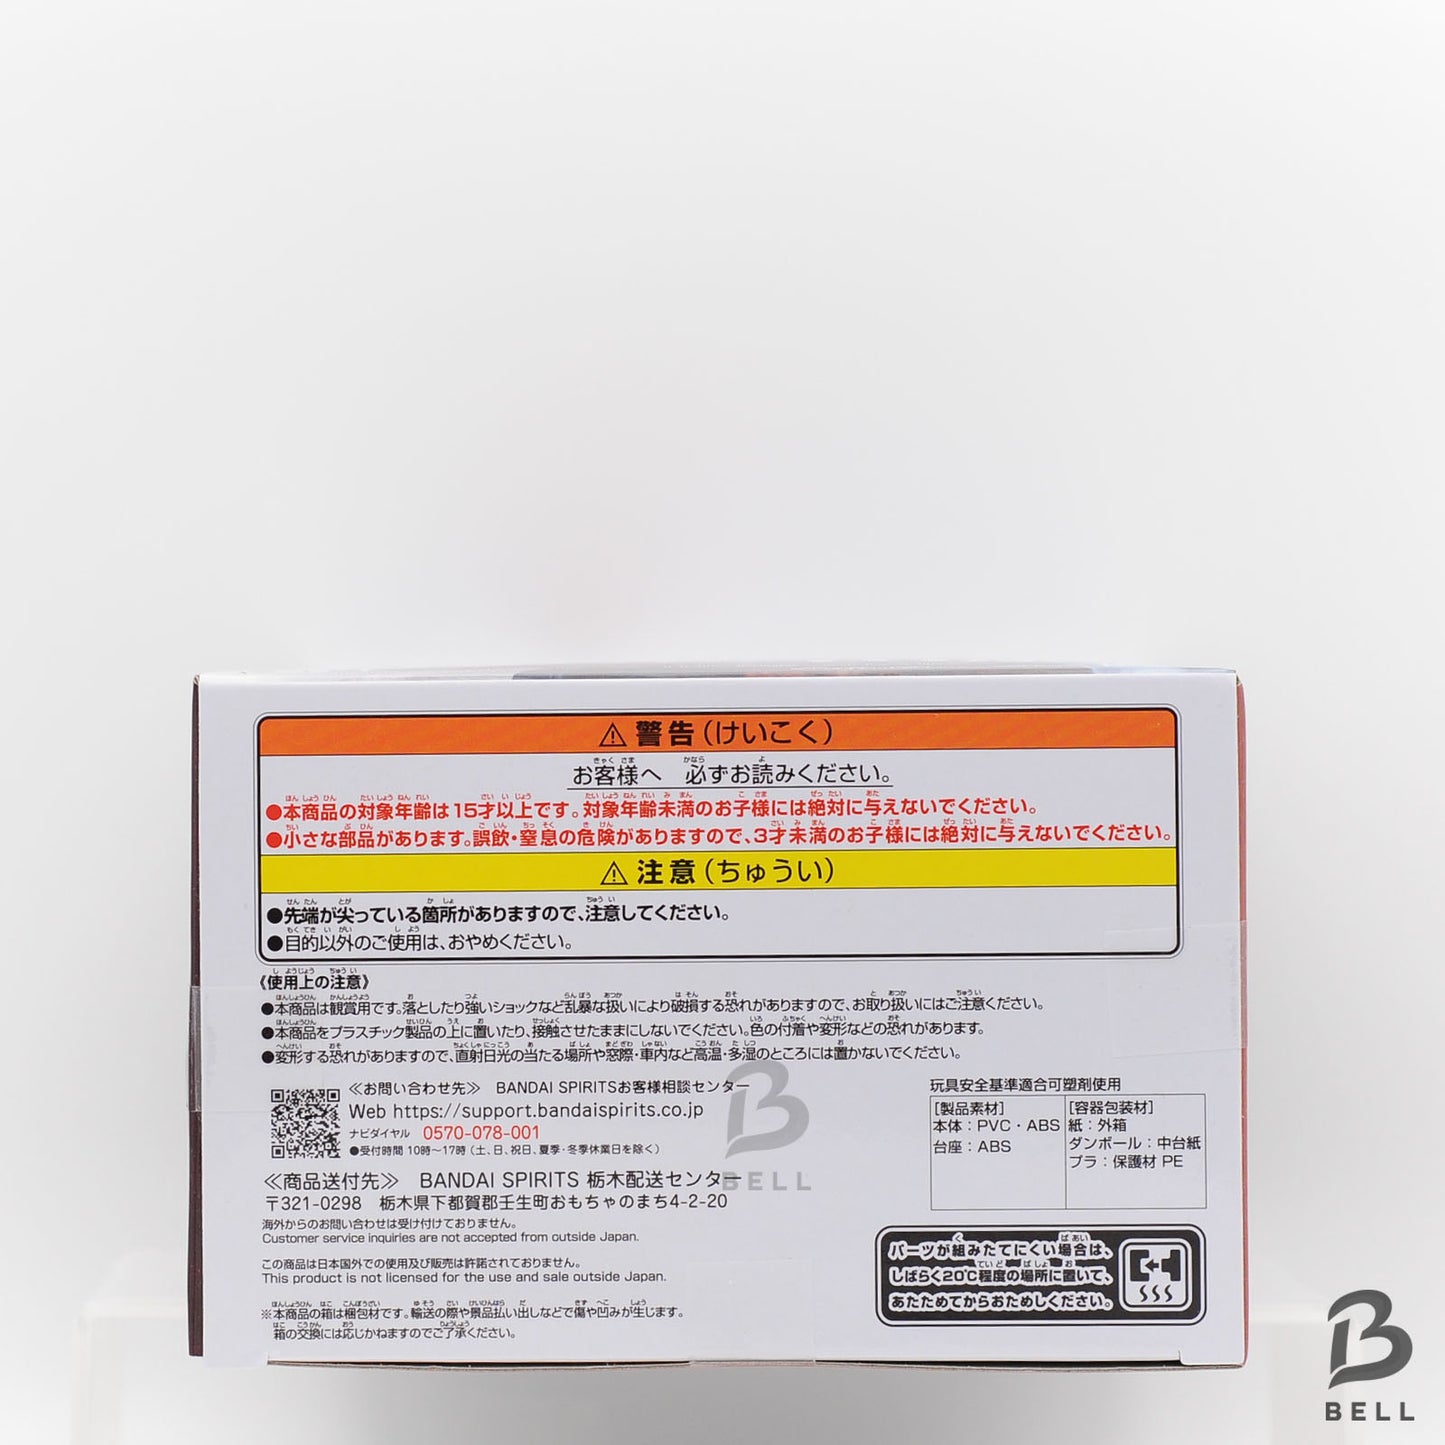 ⚠ 警告(けいこく)
お客様へ 必ずお読みください。
●本商品の対象年齢は15才以上です。対象年齢未満のお子様には絶対に与えないでください。
●小さな部品があります。誤飲・窒息の危険がありますので、3才未満のお子様には絶対に与えないでください。
⚠ 注意(ちゅうい)
●先端が尖っている箇所がありますので、注意してください。
●目的以外のご使用は、おやめください。
《使用上の注意》
●本商品は観賞用です。落としたり強いショックなど乱暴な扱いにより破損する恐れがありますので、お取り扱いにはご注意ください。
●本商品をプラスチック製品の上に置いたり、接触させたままにしないでください。色の付着や変形などの恐れがあります。
●変形する恐れがありますので、直射日光の当たる場所や窓際・車内など高温・多湿のところには置かないでください。
≪お問い合わせ先≫ BANDAI SPIRITSお客様相談センター
Web https://support.bandaispirits.co.jp
ナビダイヤル 0570-078-001
●受付時間 10時〜17時(土、日、祝日、夏季・冬季休業日を除く)
≪商品送付先≫ BANDAI SPIRITS 栃木配送センター
〒321-0298 栃木県下都賀郡壬生町おもちゃのまち4-2-20
海外からのお問い合わせは受け付けておりません。
Customer service inquiries are not accepted from outside Japan.
この商品は日本国外での使用及び販売は許諾されておりません。
This product is not licensed for the use and sale outside Japan.
※本商品の箱は梱包材です。輸送の際や景品払い出しなどで傷や凹みが生じます。
箱の交換には応じかねますのでご了承ください。
玩具安全基準適合可塑剤使用
[製品素材]
本体:PVC・ABS
台座:ABS
[容器包装材]
紙:外箱
ダンボール:中台紙
プラ:保護材 PE
パーツが組みたてにくい場合は、
しばらく20℃程度の場所に置いて、
あたためてからおためしください。
BELL
BELL